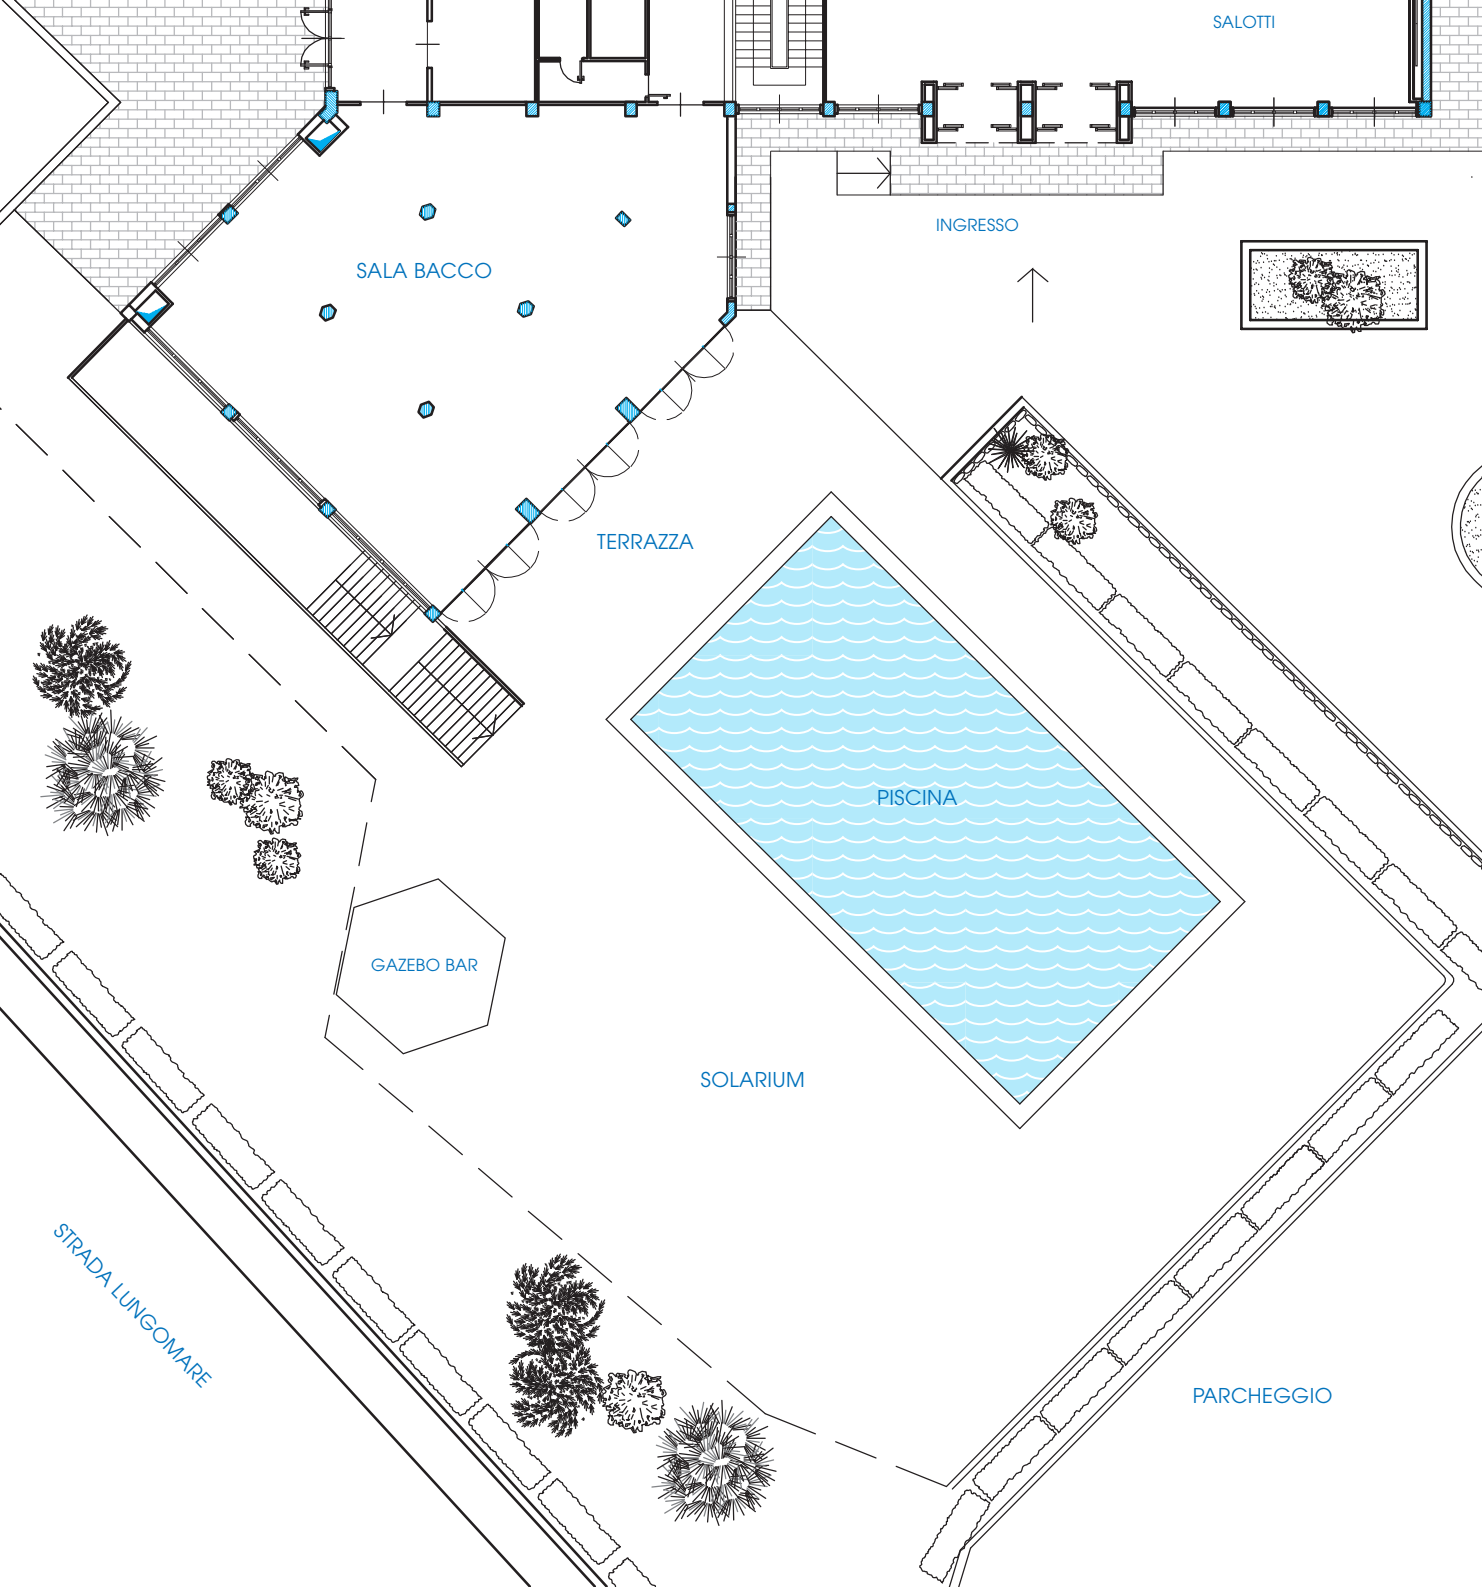 SALOTTI
INGRESSO
SALA BACCO
TERRAZZA
PISCINA
GAZEBO BAR
SOLARIUM
STRADA LUNGOMARE
PARCHEGGIO